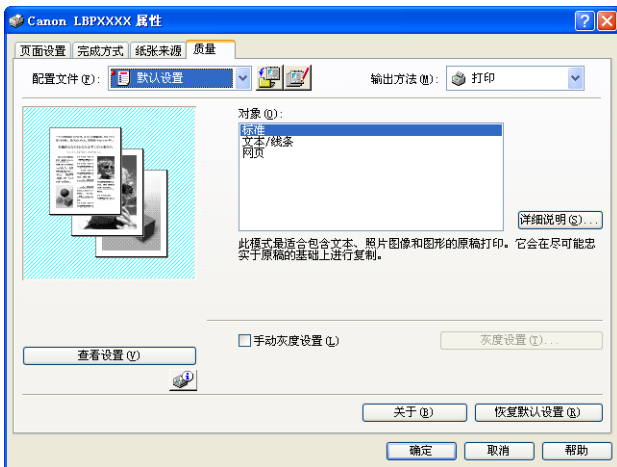 Canon LBPXXXX 属性
页面设置 完成方式 纸张来源 质量
配置文件(F): 默认设置 输出方法(M): 打印
对象(O):
标准
文本/线条
网页
详细说明(S)...
此模式最适合包含文本、照片图像和图形的原稿打印。它会在尽可能忠
实于原稿的基础上进行复制。
手动灰度设置(L) 灰度设置(T)...
查看设置(V)
关于(B) 恢复默认设置(R)
确定 取消 帮助